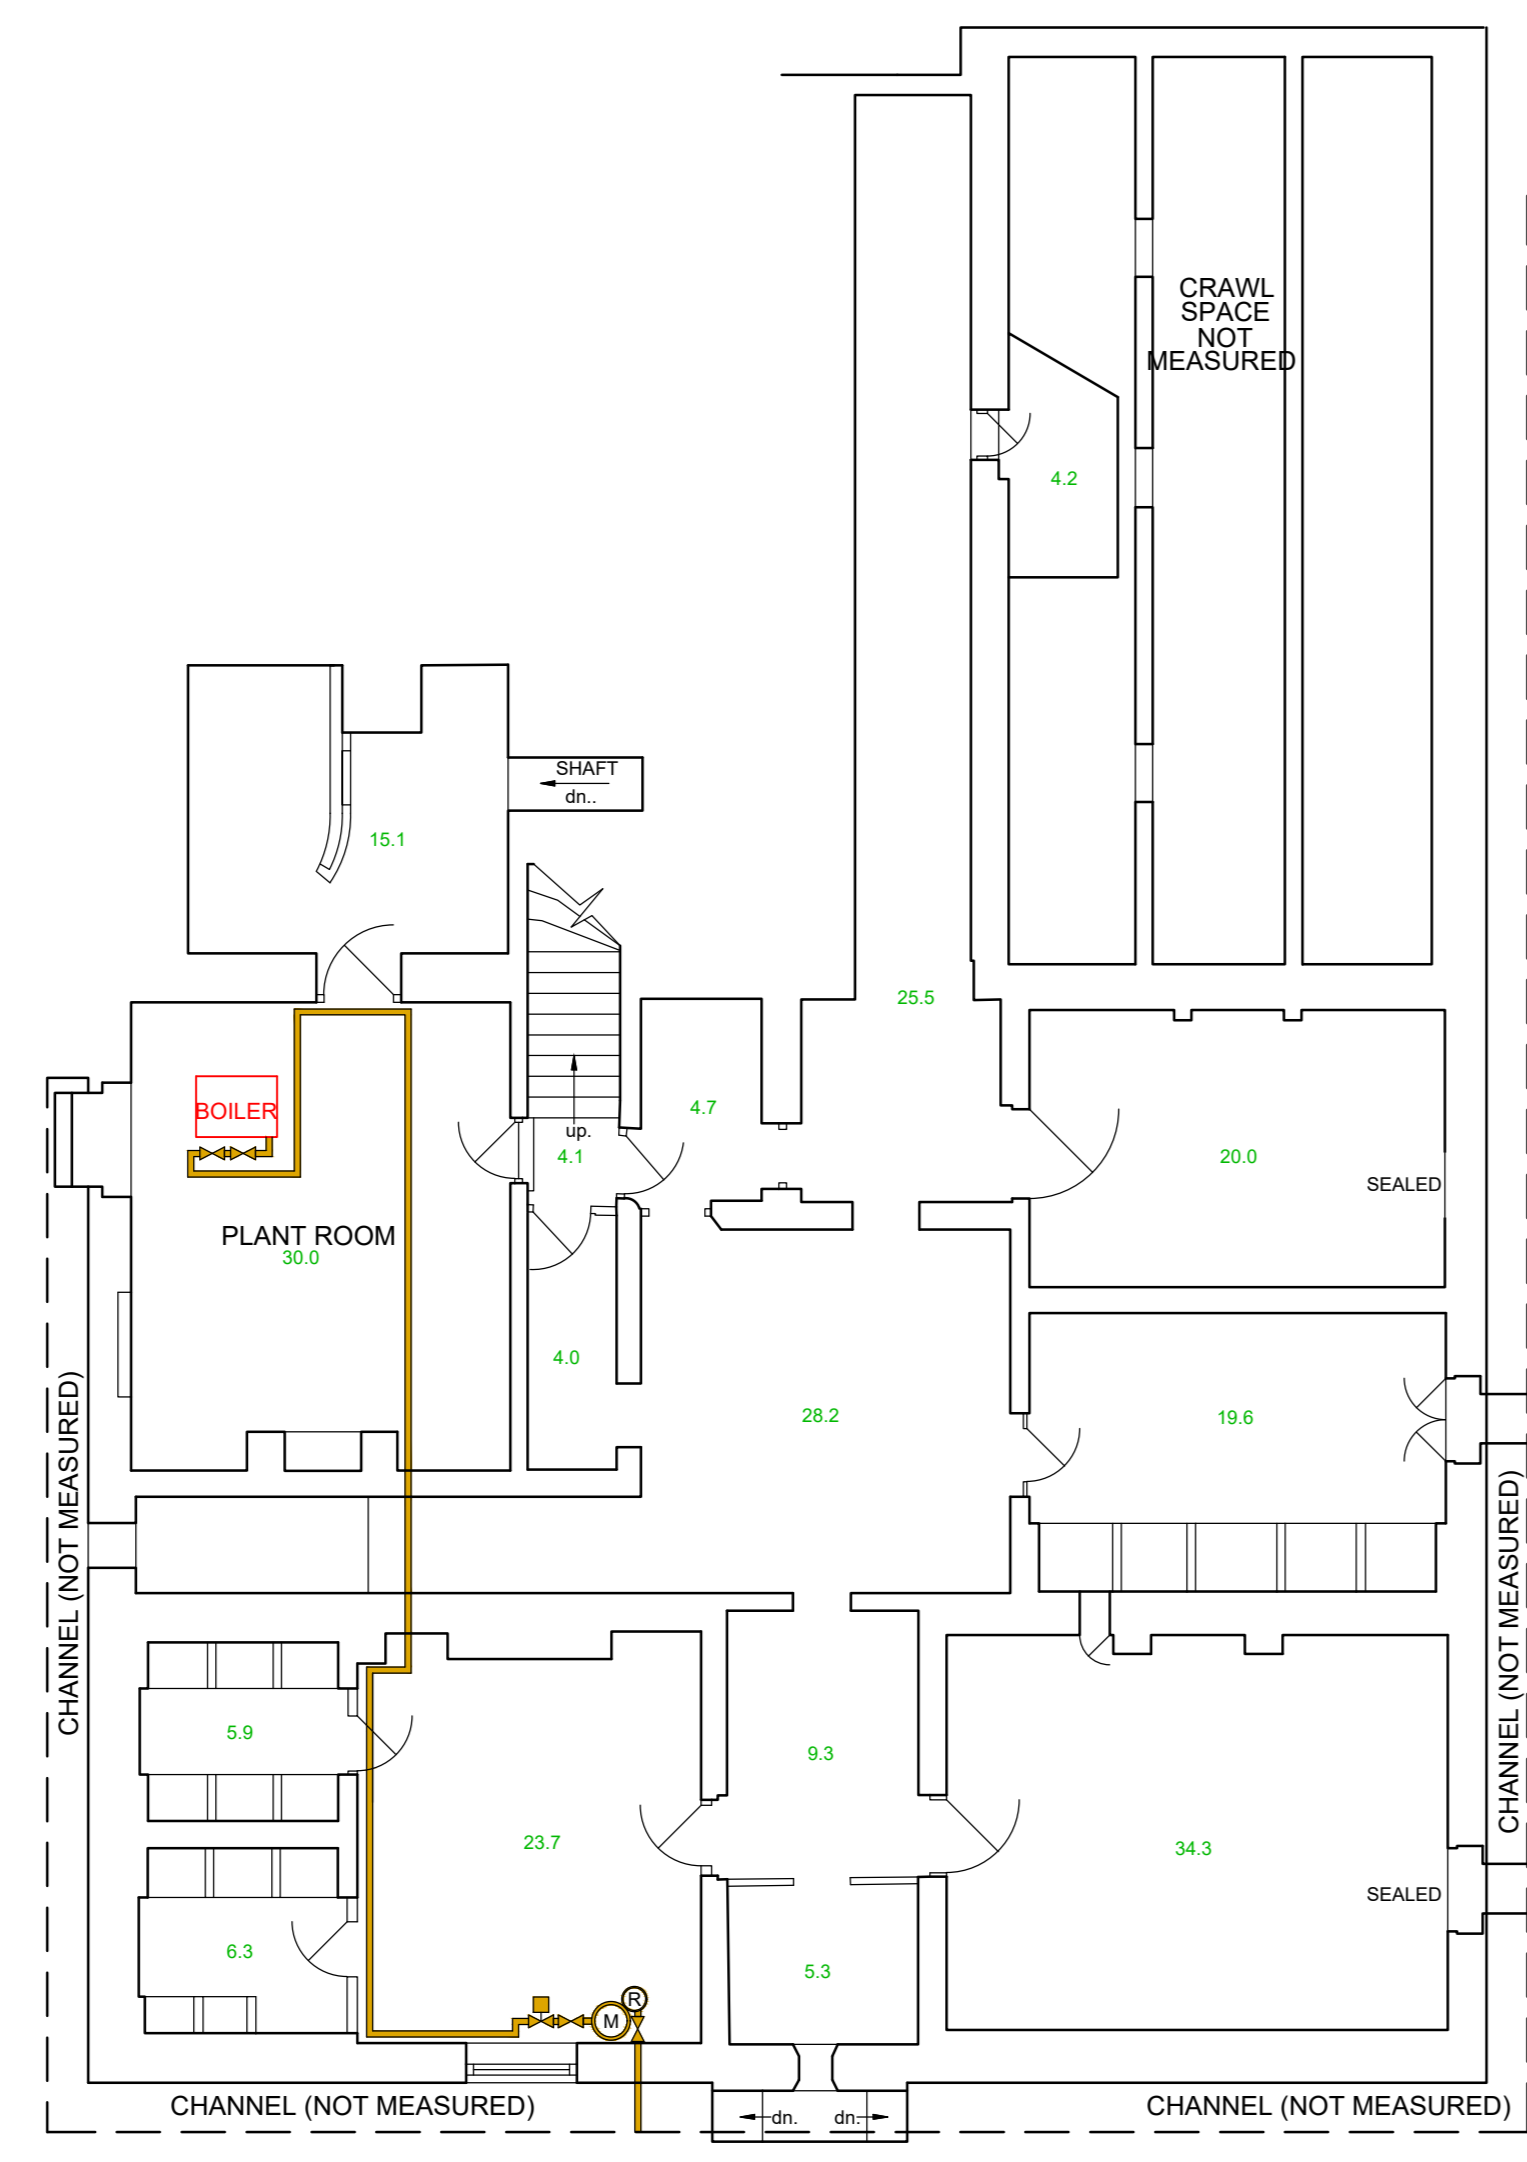 CRAWL
SPACE
NOT
MEASURED
4.2
SHAFT
dn..
15.1
25.5
BOILER
4.7
up.
4.1
20.0
SEALED
PLANT ROOM
30.0
4.0
28.2
19.6
CHANNEL (NOT MEASURED)
CHANNEL (NOT MEASURED)
5.9
9.3
23.7
34.3
SEALED
6.3
5.3
R
M
CHANNEL (NOT MEASURED)
dn.
dn.
CHANNEL (NOT MEASURED)